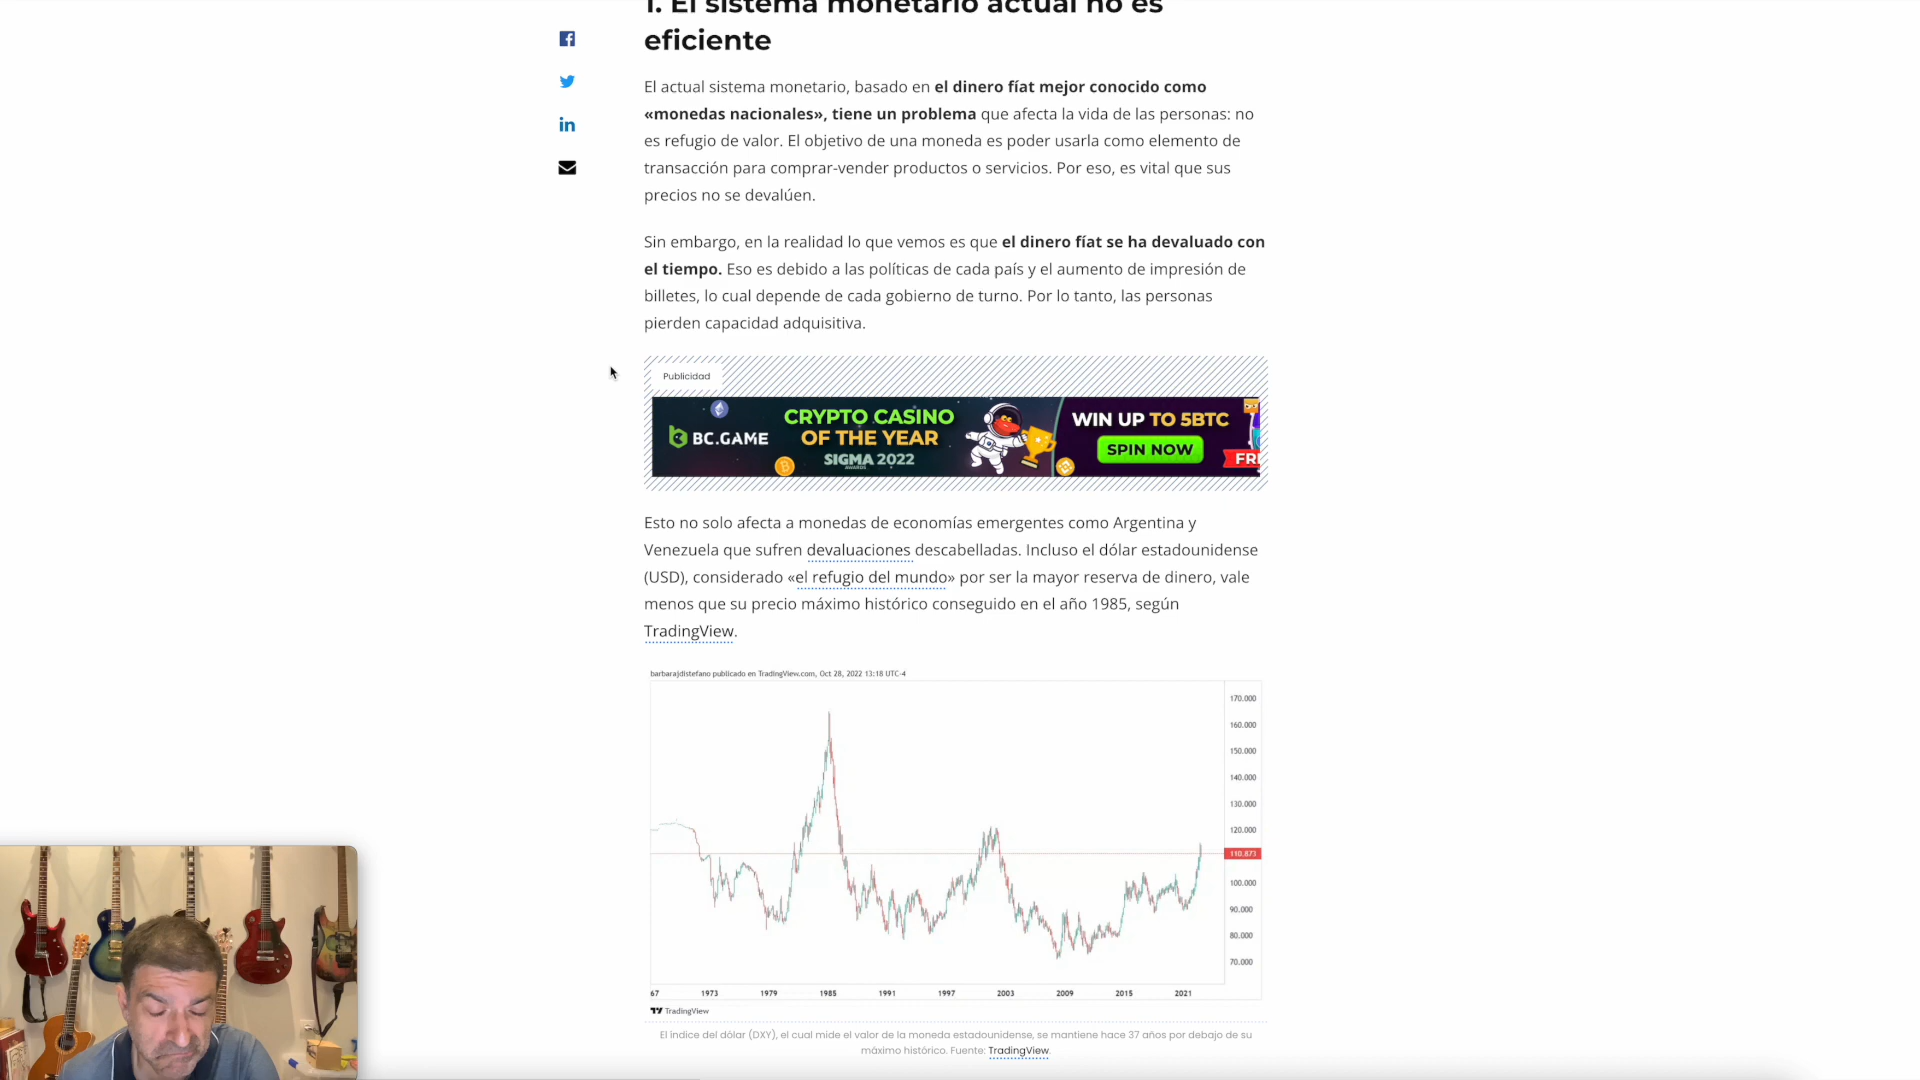 1. El sistema monetario actual no es
eficiente
El actual sistema monetario, basado en el dinero fíat mejor conocido como
«monedas nacionales», tiene un problema que afecta la vida de las personas: no
es refugio de valor. El objetivo de una moneda es poder usarla como elemento de
transacción para comprar-vender productos o servicios. Por eso, es vital que sus
precios no se devalúen.
Sin embargo, en la realidad lo que vemos es que el dinero fíat se ha devaluado con
el tiempo. Eso es debido a las políticas de cada país y el aumento de impresión de
billetes, lo cual depende de cada gobierno de turno. Por lo tanto, las personas
pierden capacidad adquisitiva.
Publicidad
BC.GAME
CRYPTO CASINO
OF THE YEAR
SIGMA 2022
AWARDS
WIN UP TO 5BTC
SPIN NOW
FRE
Esto no solo afecta a monedas de economías emergentes como Argentina y
Venezuela que sufren devaluaciones descabelladas. Incluso el dólar estadounidense
(USD), considerado «el refugio del mundo» por ser la mayor reserva de dinero, vale
menos que su precio máximo histórico conseguido en el año 1985, según
TradingView.
barbarajdistefano publicado en TradingView.com, Oct 28, 2022 13:18 UTC-4
170.000
160.000
150.000
140.000
130.000
120.000
110.873
100.000
90.000
80.000
70.000
67 1973 1979 1985 1991 1997 2003 2009 2015 2021
TradingView
El índice del dólar (DXY), el cual mide el valor de la moneda estadounidense, se mantiene hace 37 años por debajo de su
máximo histórico. Fuente: TradingView.